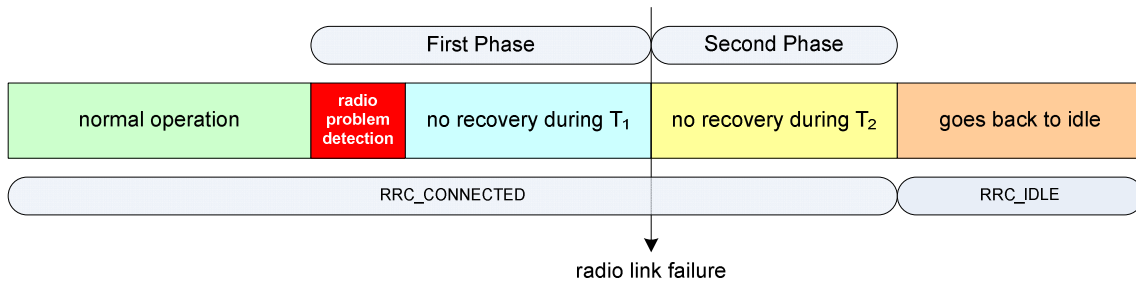 First Phase
Second Phase
normal operation
radio
problem
detection
no recovery during T₁
no recovery during T₂
goes back to idle
RRC_CONNECTED
RRC_IDLE
radio link failure